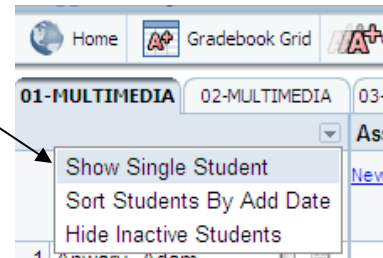 Home Gradebook Grid
01-MULTIMEDIA 02-MULTIMEDIA 03-
Ass
Show Single Student
New
Sort Students By Add Date
Hide Inactive Students
1